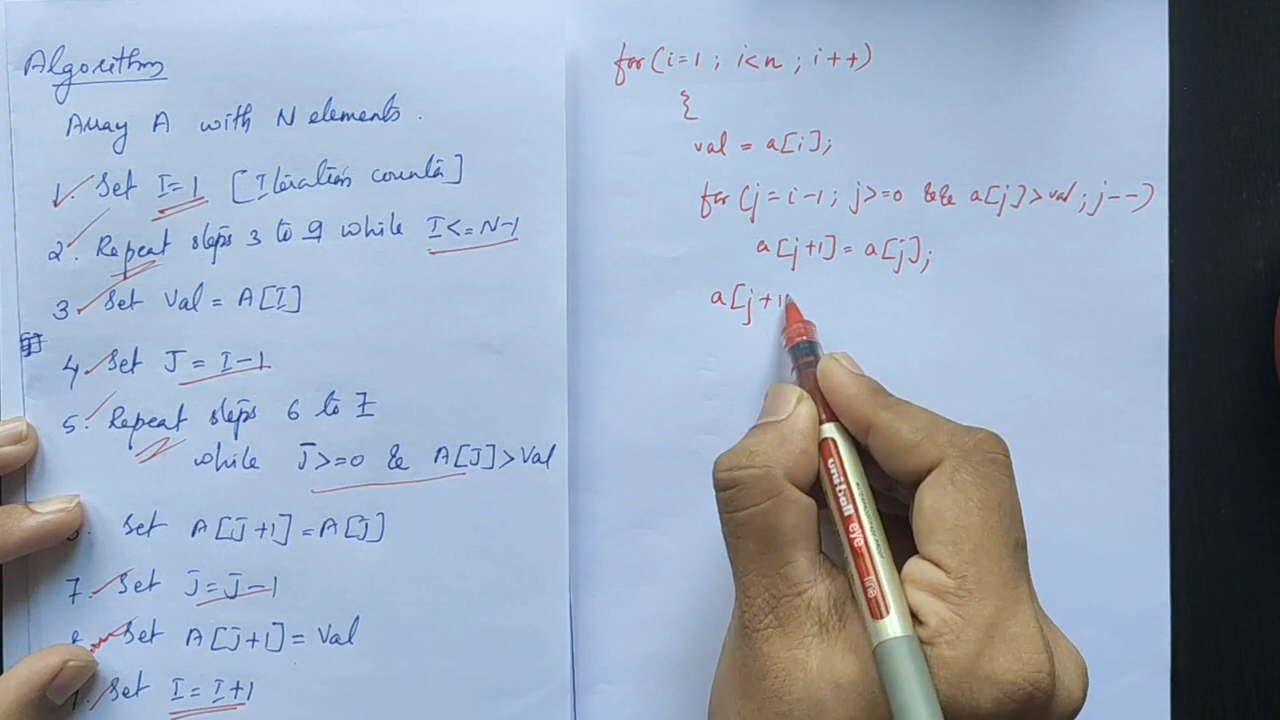 Algorithm
Array A with N elements.
1. Set I=1 [Iteration counter]
2. Repeat steps 3 to 9 while I<=N-1
3. Set Val = A[I]
4. Set J = I-1
5. Repeat steps 6 to 7
while J>=0 & A[J]>Val
Set A[J+1]=A[J]
7. Set J=J-1
Set A[J+1]=Val
Set I=I+1
for(i=1; i<n; i++)
{
val = a[i];
for(j=i-1; j>=0 && a[j]>val; j--)
a[j+1]=a[j];
a[j+1
uniball eye